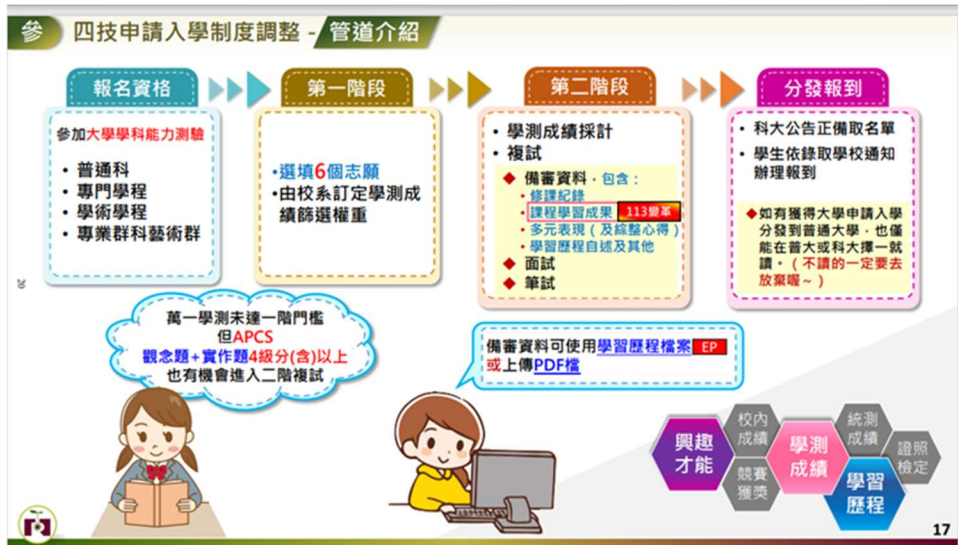 參 四技申請入學制度調整 - 管道介紹
報名資格
參加大學學科能力測驗
• 普通科
• 專門學程
• 學術學程
• 專業群科藝術群
第一階段
•選填6個志願
•由校系訂定學測成
績篩選權重
第二階段
• 學測成績採計
• 複試
◆ 備審資料，包含：
• 修課紀錄
• 課程學習成果 113變革
• 多元表現（及綜整心得）
• 學習歷程自述及其他
◆ 面試
◆ 筆試
分發報到
• 科大公告正備取名單
• 學生依錄取學校通知
辦理報到
◆如有獲得大學申請入學
分發到普通大學，也僅
能在普大或科大擇一就
讀。（不讀的一定要去
放棄喔~）
萬一學測未達一階門檻
但APCS
觀念題+實作題4級分(含)以上
也有機會進入二階複試
備審資料可使用學習歷程檔案 EP
或上傳PDF檔
興趣
才能
校內
成績
競賽
獲獎
學測
成績
統測
成績
學習
歷程
證照
檢定
17